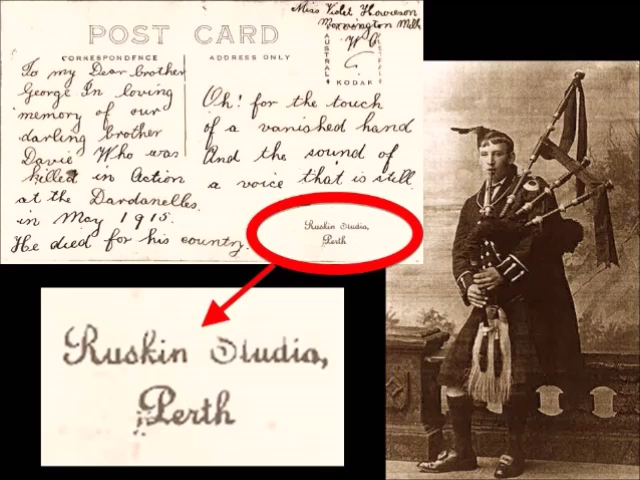 Miss Violet Howieson
Mornington Mill
W A
POST CARD
CORRESPONDENCE
ADDRESS ONLY
AUSTRAL
KODAK
To my Dear brother
George In loving
memory of our
darling brother
Davie Who was
killed in Action
at the Dardanelles
in May 1915.
He died for his country.
Oh! for the touch
of a vanished hand
And the sound of
a voice that is still
Ruskin Studio,
Perth
Ruskin Studio,
Perth